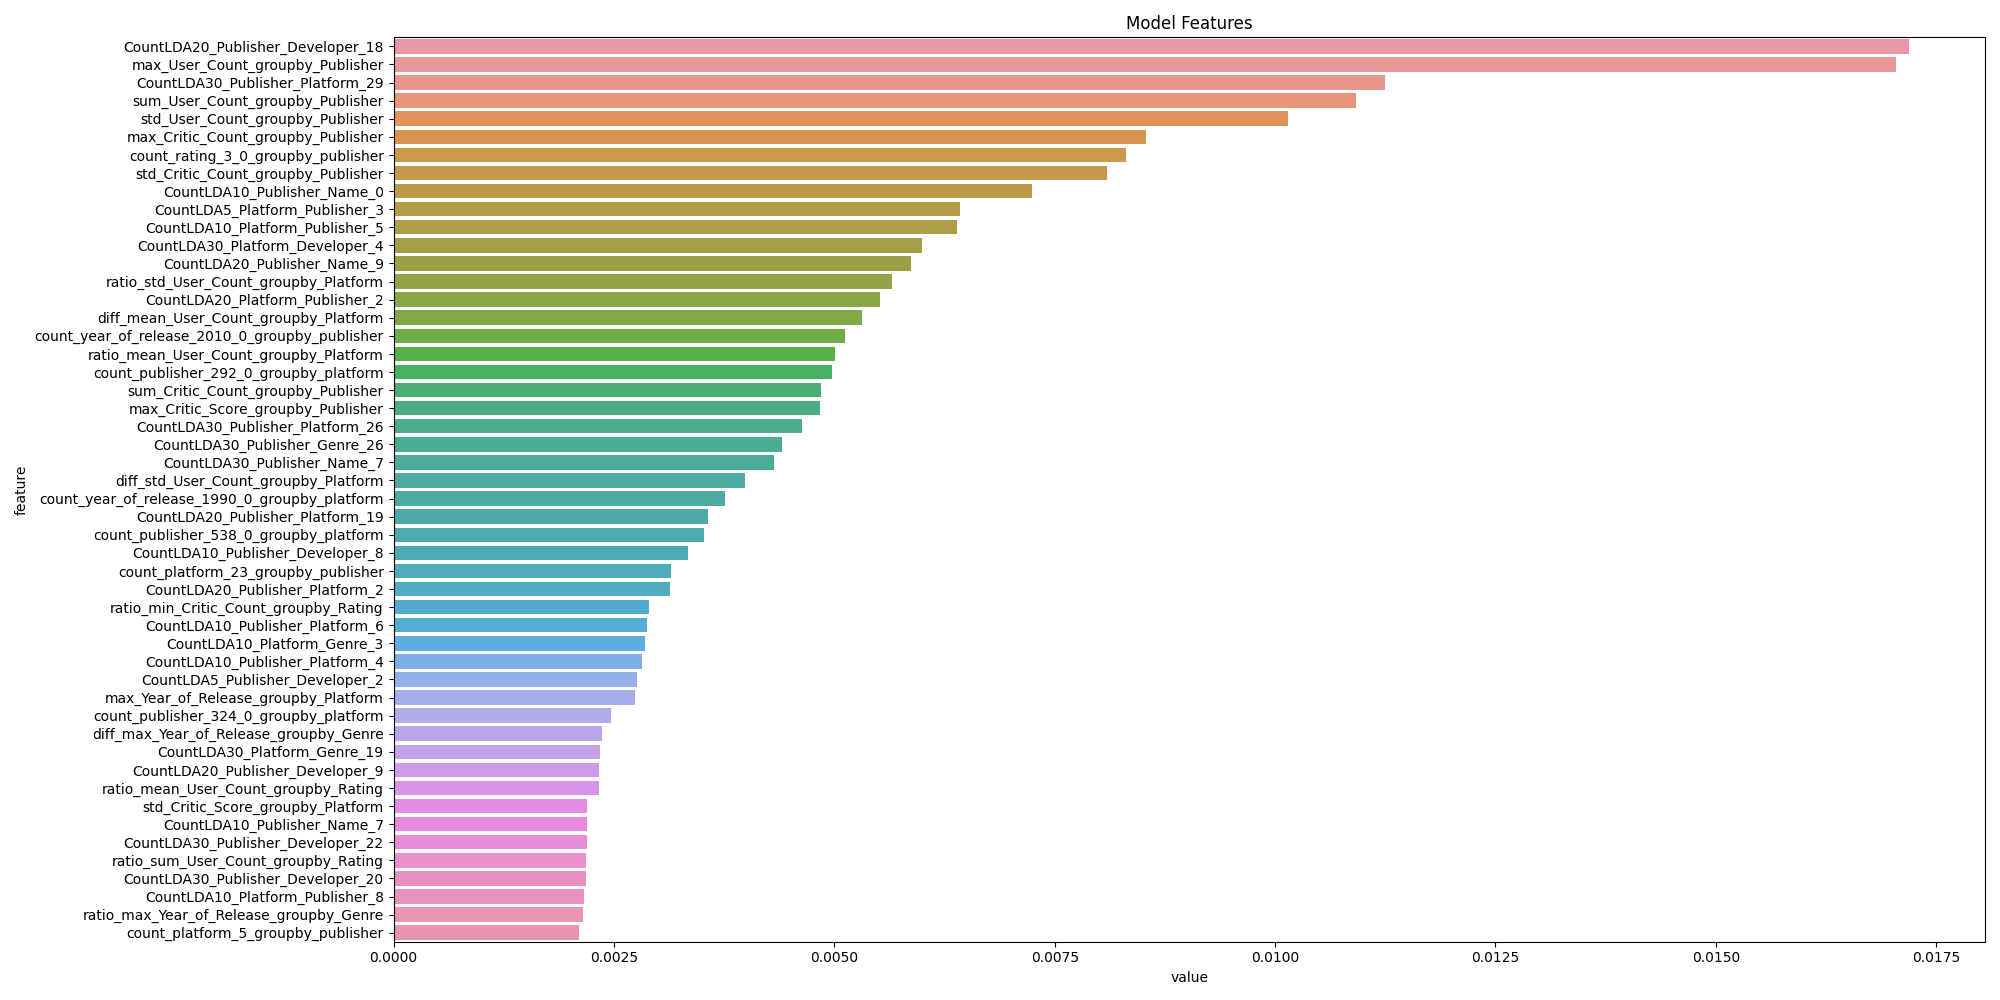 Model Features
CountLDA20_Publisher_Developer_18
max_User_Count_groupby_Publisher
CountLDA30_Publisher_Platform_29
sum_User_Count_groupby_Publisher
std_User_Count_groupby_Publisher
max_Critic_Count_groupby_Publisher
count_rating_3_0_groupby_publisher
std_Critic_Count_groupby_Publisher
CountLDA10_Publisher_Name_0
CountLDA5_Platform_Publisher_3
CountLDA10_Platform_Publisher_5
CountLDA30_Platform_Developer_4
CountLDA20_Publisher_Name_9
ratio_std_User_Count_groupby_Platform
CountLDA20_Platform_Publisher_2
diff_mean_User_Count_groupby_Platform
count_year_of_release_2010_0_groupby_publisher
ratio_mean_User_Count_groupby_Platform
count_publisher_292_0_groupby_platform
sum_Critic_Count_groupby_Publisher
max_Critic_Score_groupby_Publisher
CountLDA30_Publisher_Platform_26
CountLDA30_Publisher_Genre_26
CountLDA30_Publisher_Name_7
diff_std_User_Count_groupby_Platform
count_year_of_release_1990_0_groupby_platform
CountLDA20_Publisher_Platform_19
count_publisher_538_0_groupby_platform
CountLDA10_Publisher_Developer_8
count_platform_23_groupby_publisher
CountLDA20_Publisher_Platform_2
ratio_min_Critic_Count_groupby_Rating
CountLDA10_Publisher_Platform_6
CountLDA10_Platform_Genre_3
CountLDA10_Publisher_Platform_4
CountLDA5_Publisher_Developer_2
max_Year_of_Release_groupby_Platform
count_publisher_324_0_groupby_platform
diff_max_Year_of_Release_groupby_Genre
CountLDA30_Platform_Genre_19
CountLDA20_Publisher_Developer_9
ratio_mean_User_Count_groupby_Rating
std_Critic_Score_groupby_Platform
CountLDA10_Publisher_Name_7
CountLDA30_Publisher_Developer_22
ratio_sum_User_Count_groupby_Rating
CountLDA30_Publisher_Developer_20
CountLDA10_Platform_Publisher_8
ratio_max_Year_of_Release_groupby_Genre
count_platform_5_groupby_publisher
feature
0.0000 0.0025 0.0050 0.0075 0.0100 0.0125 0.0150 0.0175
value